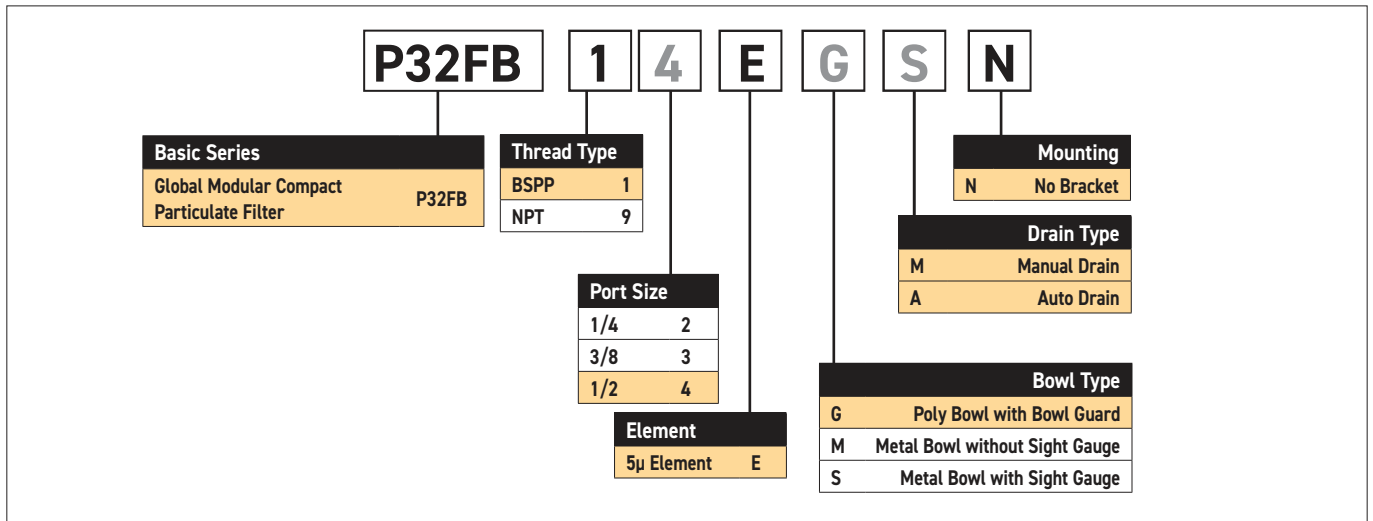 P32FB 1 4 E G S N
Basic Series
Global Modular Compact
Particulate Filter P32FB
Thread Type
BSPP 1
NPT 9
Port Size
1/4 2
3/8 3
1/2 4
Element
5µ Element E
Mounting
N No Bracket
Drain Type
M Manual Drain
A Auto Drain
Bowl Type
G Poly Bowl with Bowl Guard
M Metal Bowl without Sight Gauge
S Metal Bowl with Sight Gauge